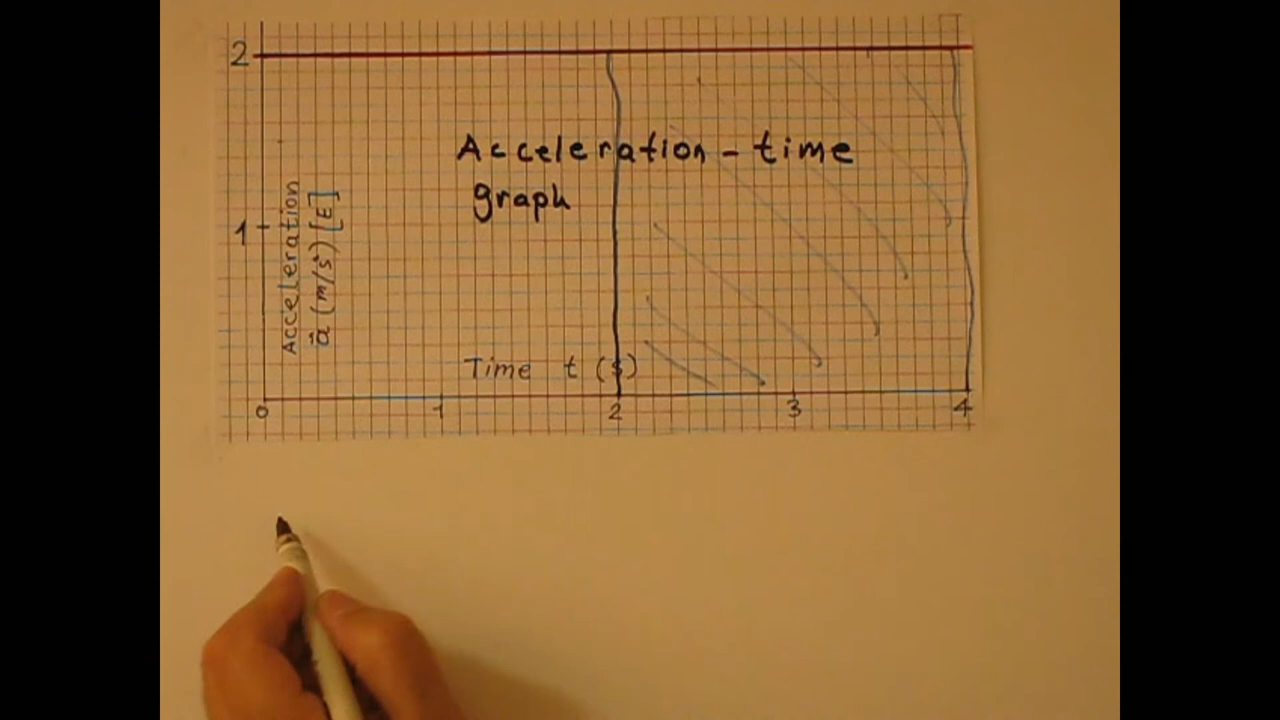 2
Acceleration - time
graph
1
Acceleration
a⃗ (m/s²) [E]
Time t (s)
0 1 2 3 4